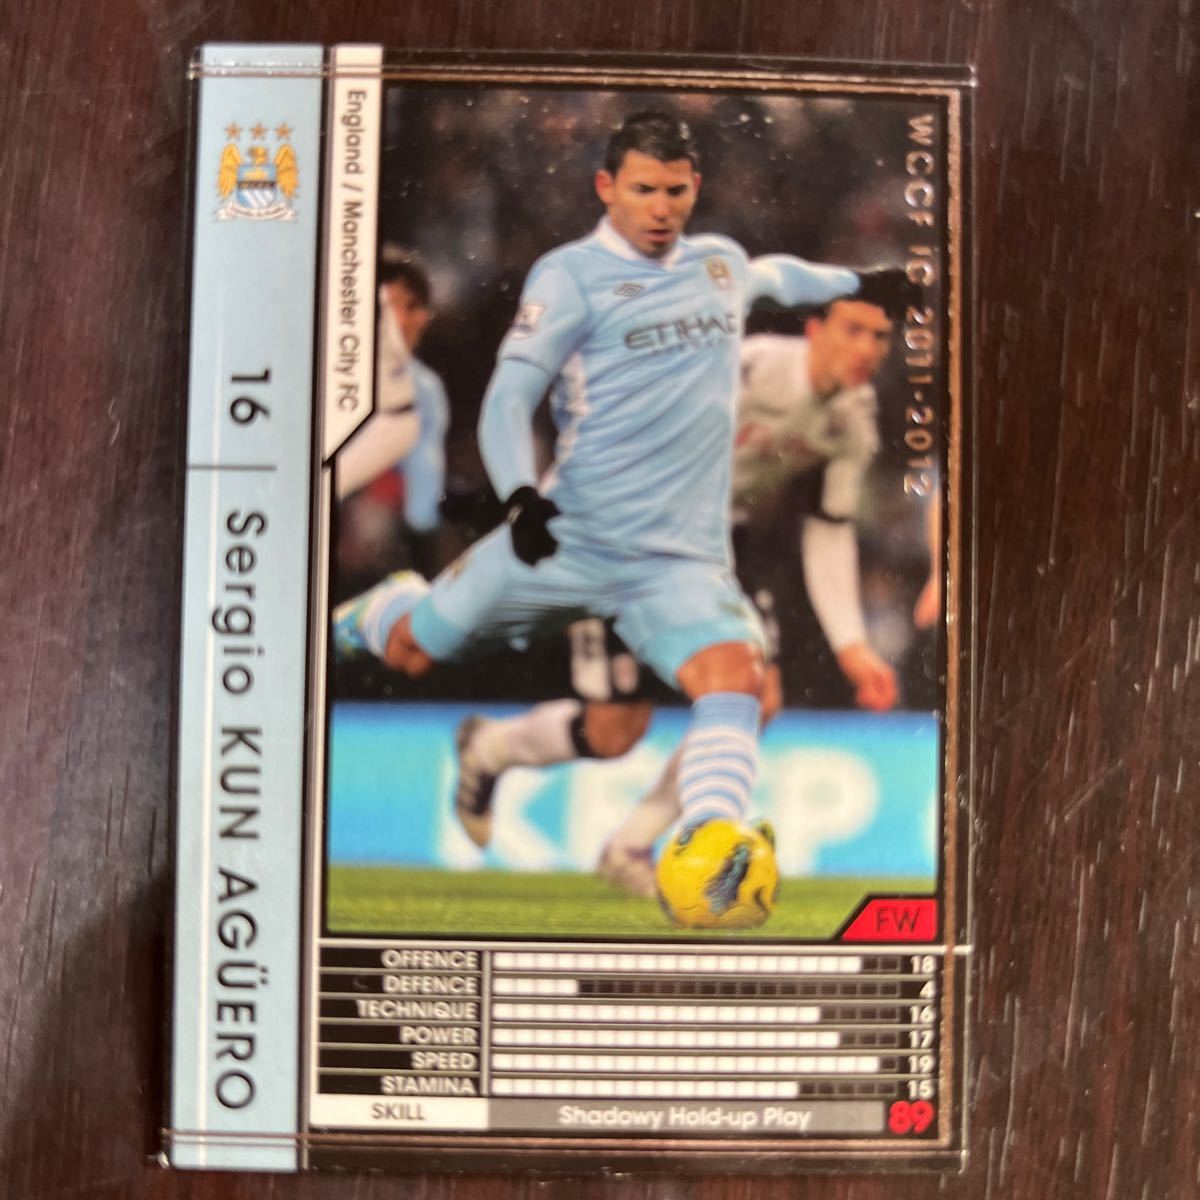 England / Manchester City FC
16 Sergio KUN AGÜERO
WCCF IC 2011-2012
ETIHAD
KEEP
FW
OFFENCE 18
DEFENCE 4
TECHNIQUE 16
POWER 17
SPEED 19
STAMINA 15
SKILL Shadowy Hold-up Play 89